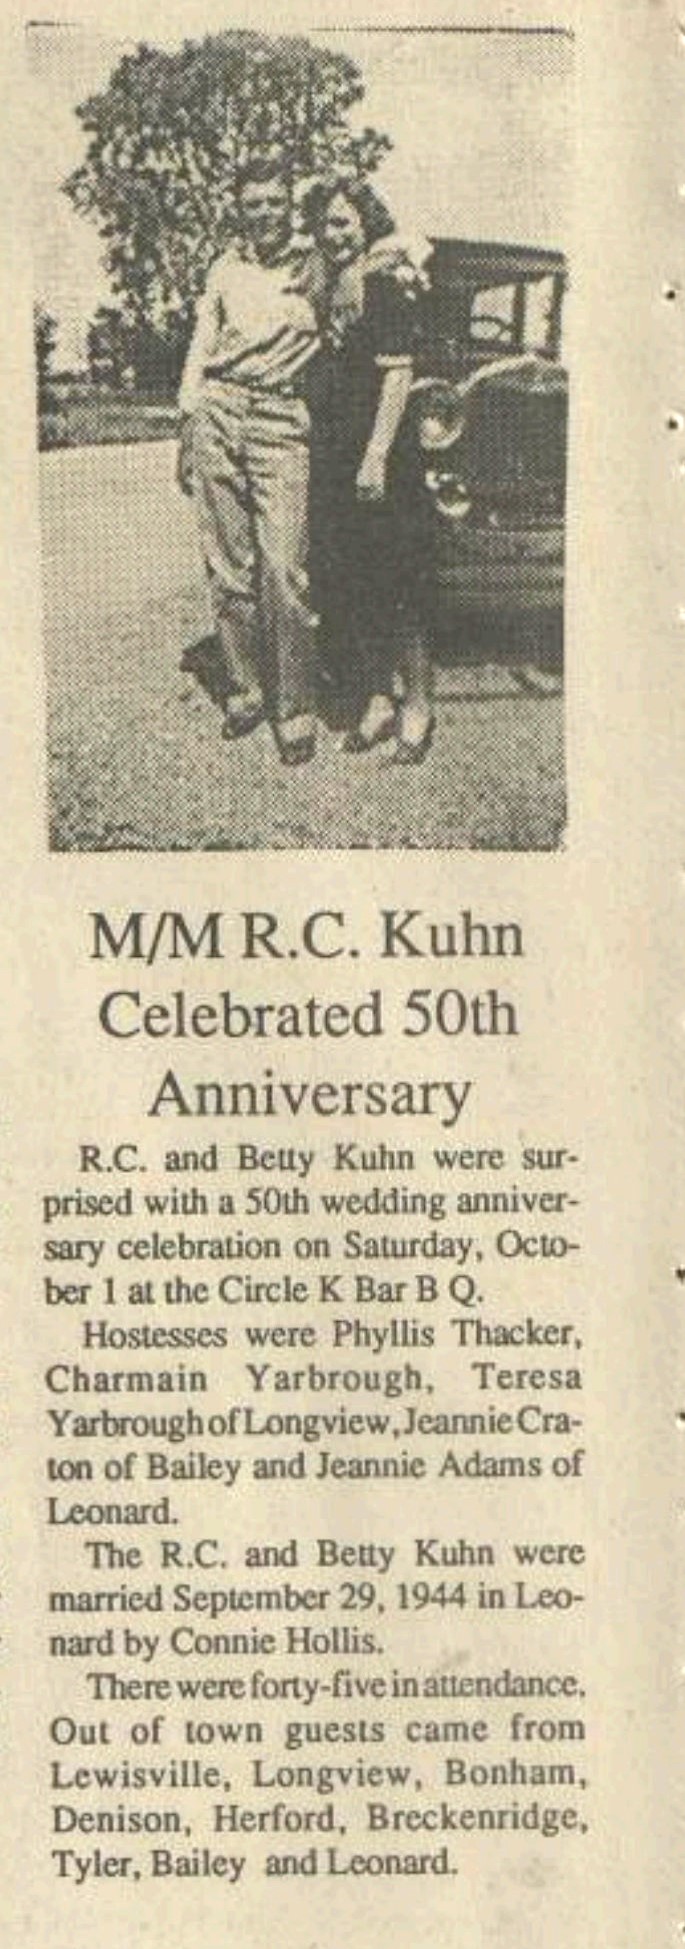 M/M R.C. Kuhn
Celebrated 50th
Anniversary
R.C. and Betty Kuhn were sur-
prised with a 50th wedding anniver-
sary celebration on Saturday, Octo-
ber 1 at the Circle K Bar B Q.
Hostesses were Phyllis Thacker,
Charmain Yarbrough, Teresa
Yarbrough of Longview, Jeannie Cra-
ton of Bailey and Jeannie Adams of
Leonard.
The R.C. and Betty Kuhn were
married September 29, 1944 in Leo-
nard by Connie Hollis.
There were forty-five in attendance.
Out of town guests came from
Lewisville, Longview, Bonham,
Denison, Herford, Breckenridge,
Tyler, Bailey and Leonard.